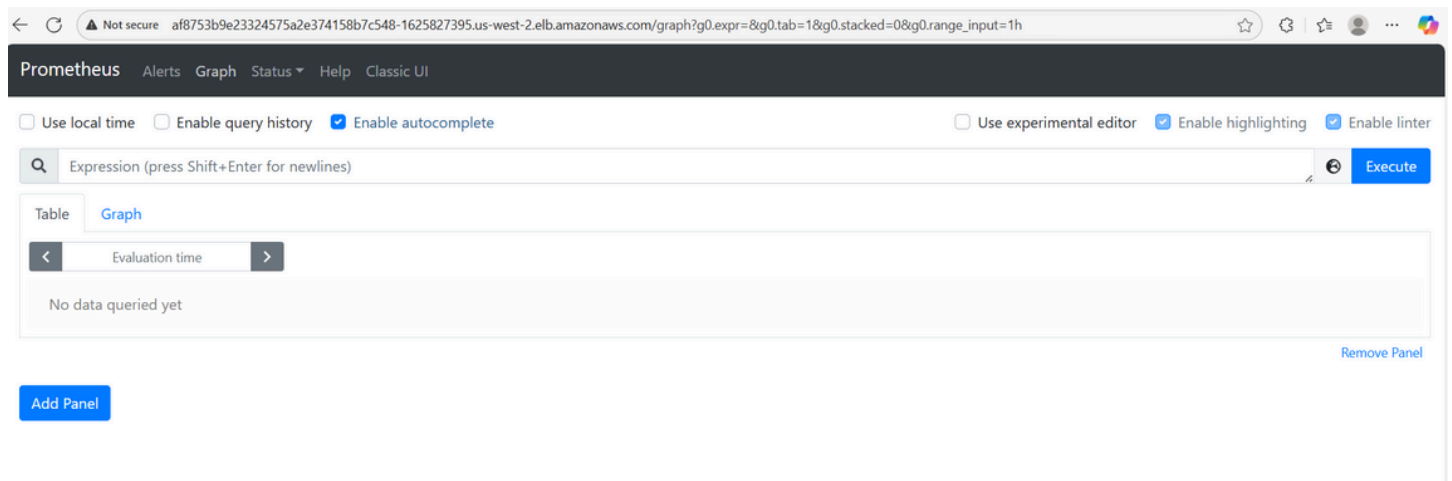 Not secure af8753b9e23324575a2e374158b7c548-1625827395.us-west-2.elb.amazonaws.com/graph?g0.expr=&g0.tab=1&g0.stacked=0&g0.range_input=1h
Prometheus Alerts Graph Status Help Classic UI
Use local time Enable query history Enable autocomplete Use experimental editor Enable highlighting Enable linter
Expression (press Shift+Enter for newlines) Execute
Table Graph
Evaluation time
No data queried yet
Remove Panel
Add Panel